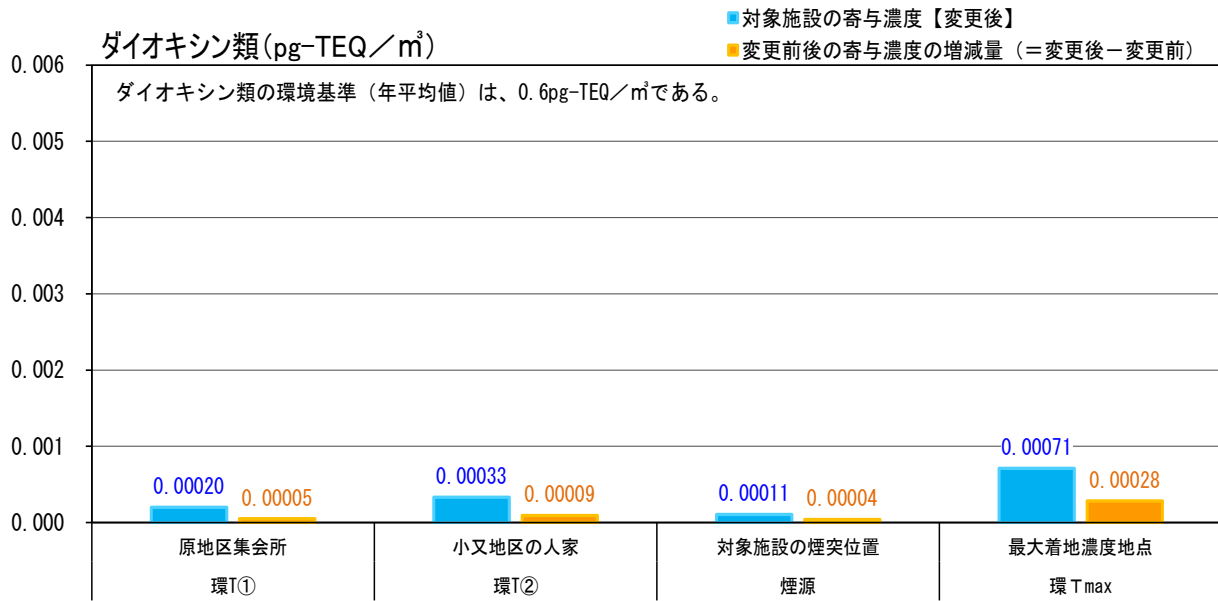 ダイオキシン類(pg-TEQ/㎥)
対象施設の寄与濃度【変更後】
変更前後の寄与濃度の増減量(=変更後-変更前)
ダイオキシン類の環境基準(年平均値)は、0.6pg-TEQ/㎥である。
0.006
0.005
0.004
0.003
0.002
0.001
0.000
0.00020
0.00005
0.00033
0.00009
0.00011
0.00004
0.00071
0.00028
原地区集会所 小又地区の人家 対象施設の煙突位置 最大着地濃度地点
環T① 環T② 煙源 環Tmax